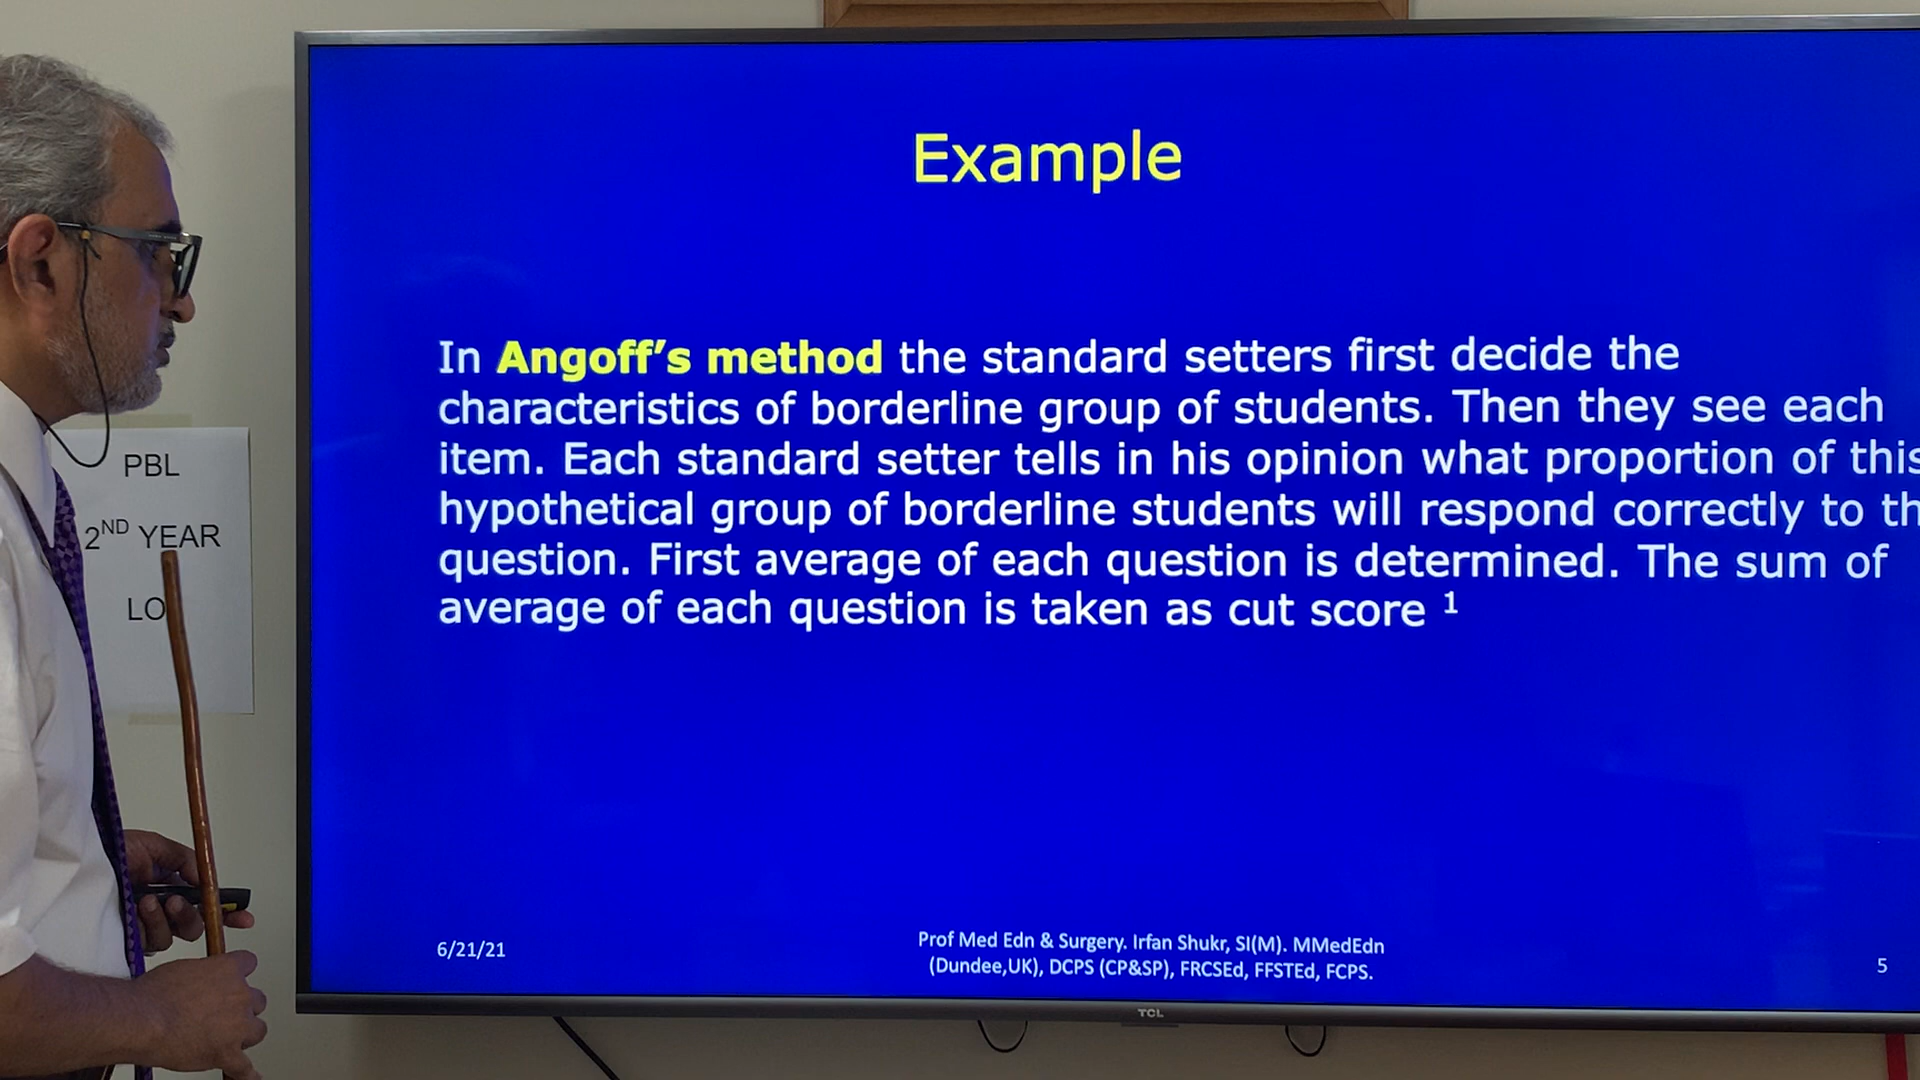 Example
In Angoff's method the standard setters first decide the
characteristics of borderline group of students. Then they see each
item. Each standard setter tells in his opinion what proportion of this
hypothetical group of borderline students will respond correctly to th
question. First average of each question is determined. The sum of
average of each question is taken as cut score 1
6/21/21
Prof Med Edn & Surgery. Irfan Shukr, SI(M). MMedEdn
(Dundee,UK), DCPS (CP&SP), FRCSEd, FFSTEd, FCPS.
5
TCL
PBL
2ND YEAR
LO